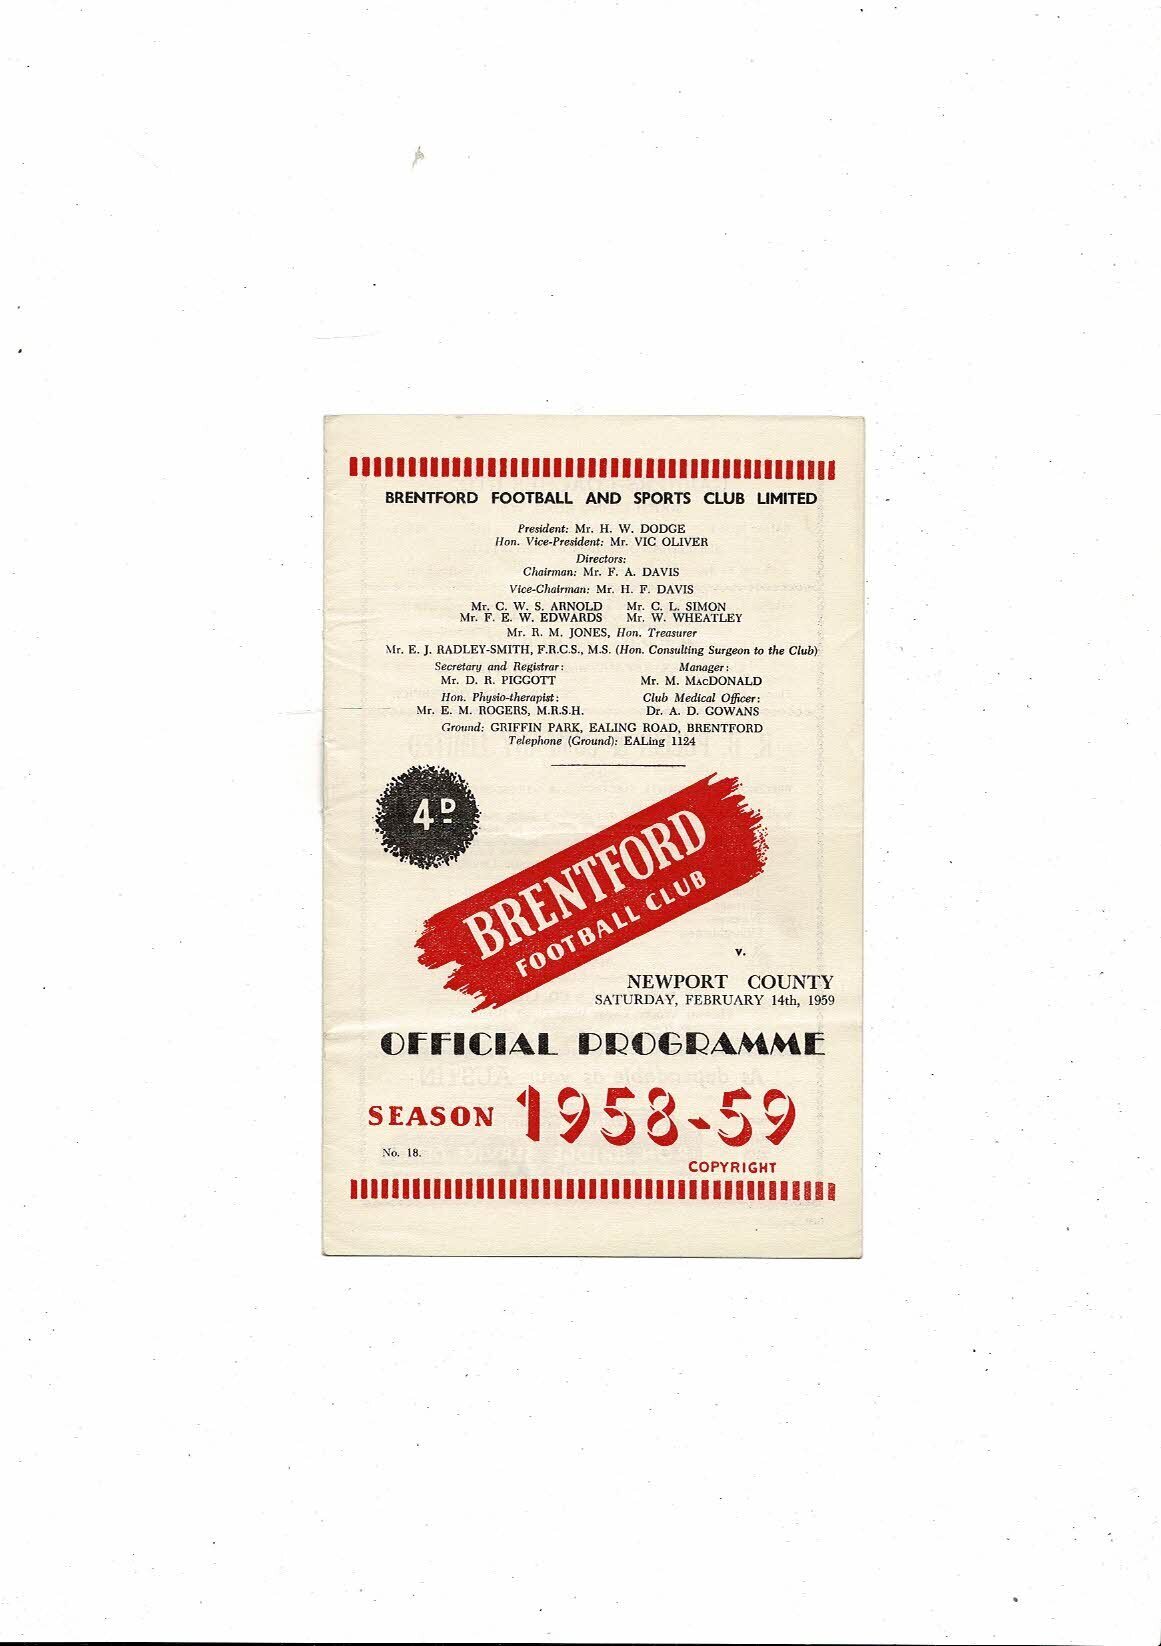 BRENTFORD FOOTBALL AND SPORTS CLUB LIMITED
President: Mr. H. W. DODGE
Hon. Vice-President: Mr. VIC OLIVER
Directors:
Chairman: Mr. F. A. DAVIS
Vice-Chairman: Mr. H. F. DAVIS
Mr. C. W. S. ARNOLD Mr. C. L. SIMON
Mr. F. E. W. EDWARDS Mr. W. WHEATLEY
Mr. R. M. JONES, Hon. Treasurer
Mr. E. J. RADLEY-SMITH, F.R.C.S., M.S. (Hon. Consulting Surgeon to the Club)
Secretary and Registrar: Manager:
Mr. D. R. PIGGOTT Mr. M. MacDONALD
Hon. Physio-therapist: Club Medical Officer:
Mr. E. M. ROGERS, M.R.S.H. Dr. A. D. GOWANS
Ground: GRIFFIN PARK, EALING ROAD, BRENTFORD
Telephone (Ground): EALing 1124
4D
BRENTFORD
FOOTBALL CLUB
v.
NEWPORT COUNTY
SATURDAY, FEBRUARY 14th, 1959
OFFICIAL PROGRAMME
SEASON 1958-59
No. 18.
COPYRIGHT